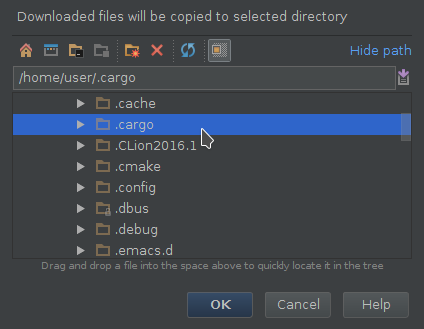 Downloaded files will be copied to selected directory
Hide path
/home/user/.cargo
.cache
.cargo
.CLion2016.1
.cmake
.config
.dbus
.debug
.emacs.d
Drag and drop a file into the space above to quickly locate it in the tree
OK
Cancel
Help